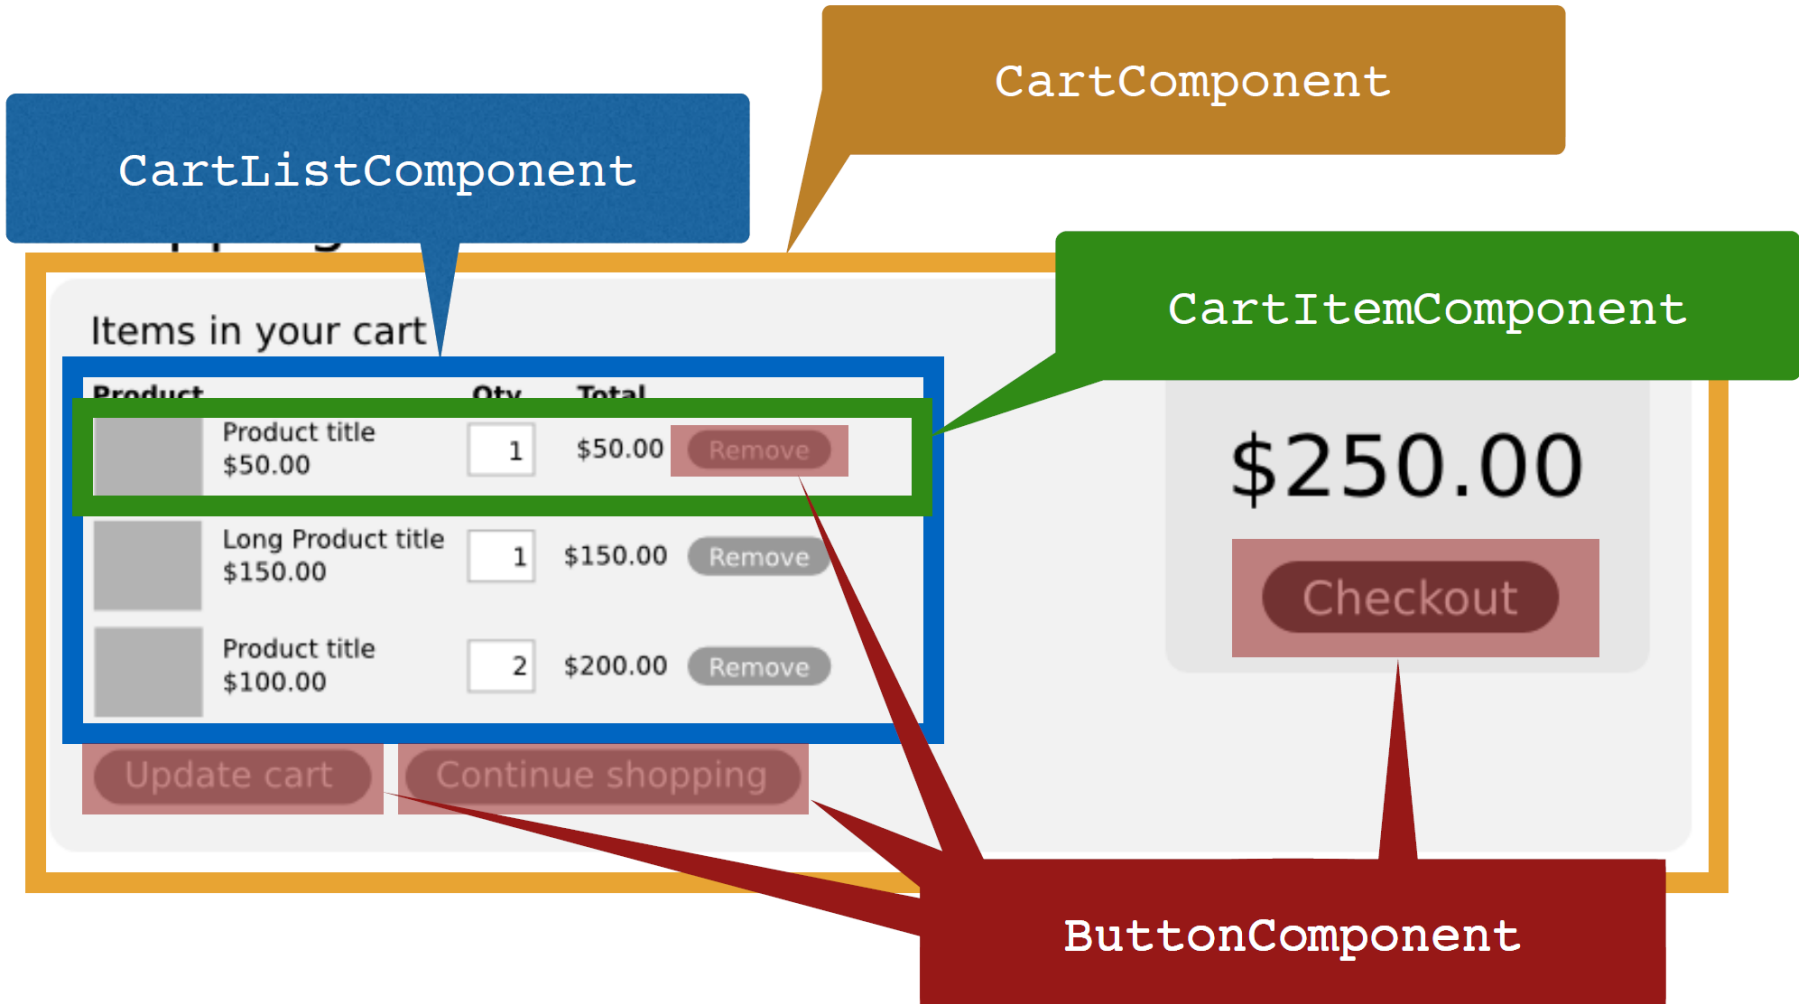 CartComponent
CartListComponent
CartItemComponent
Items in your cart
Product Qty Total
Product title
$50.00
1 $50.00 Remove
Long Product title
$150.00
1 $150.00 Remove
Product title
$100.00
2 $200.00 Remove
$250.00
Checkout
Update cart Continue shopping
ButtonComponent